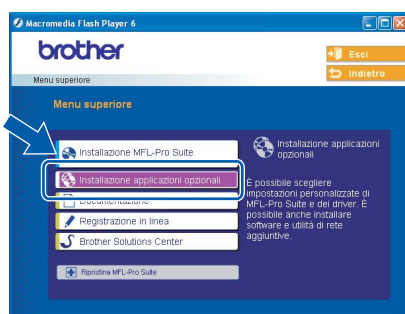 Macromedia Flash Player 6
brother
Esci
Indietro
Menu superiore
Menu superiore
Installazione MFL-Pro Suite
Installazione applicazioni opzionali
Documentazione
Registrazione in linea
Brother Solutions Center
Ripristina MFL-Pro Suite
Installazione applicazioni
opzionali
È possibile scegliere
impostazioni personalizzate di
MFL-Pro Suite e dei driver. È
possibile anche installare
software e utilità di rete
aggiuntive.